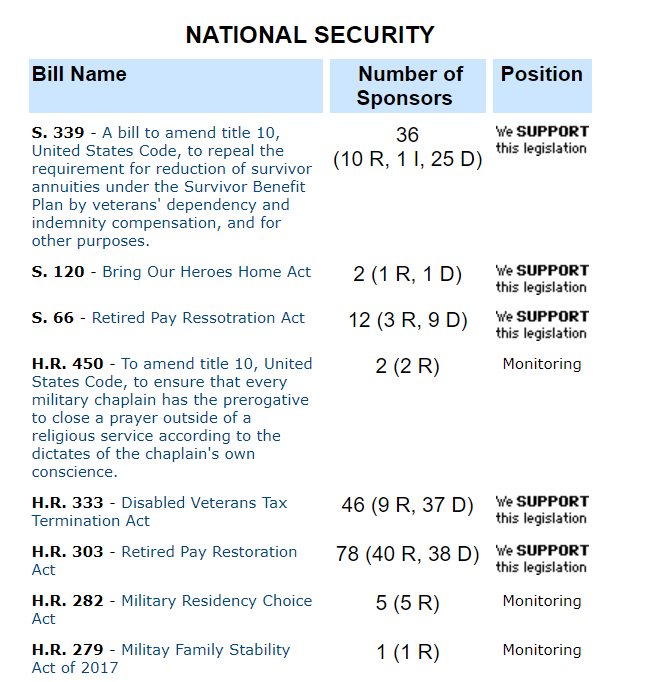 NATIONAL SECURITY
Bill Name
Number of
Sponsors
Position
S. 339 - A bill to amend title 10,
United States Code, to repeal the
requirement for reduction of survivor
annuities under the Survivor Benefit
Plan by veterans' dependency and
indemnity compensation, and for
other purposes.
36
(10 R, 1 I, 25 D)
We SUPPORT
this legislation
S. 120 - Bring Our Heroes Home Act
2 (1 R, 1 D)
We SUPPORT
this legislation
S. 66 - Retired Pay Ressotration Act
12 (3 R, 9 D)
We SUPPORT
this legislation
H.R. 450 - To amend title 10, United
States Code, to ensure that every
military chaplain has the prerogative
to close a prayer outside of a
religious service according to the
dictates of the chaplain's own
conscience.
2 (2 R)
Monitoring
H.R. 333 - Disabled Veterans Tax
Termination Act
46 (9 R, 37 D)
We SUPPORT
this legislation
H.R. 303 - Retired Pay Restoration
Act
78 (40 R, 38 D)
We SUPPORT
this legislation
H.R. 282 - Military Residency Choice
Act
5 (5 R)
Monitoring
H.R. 279 - Militay Family Stability
Act of 2017
1 (1 R)
Monitoring